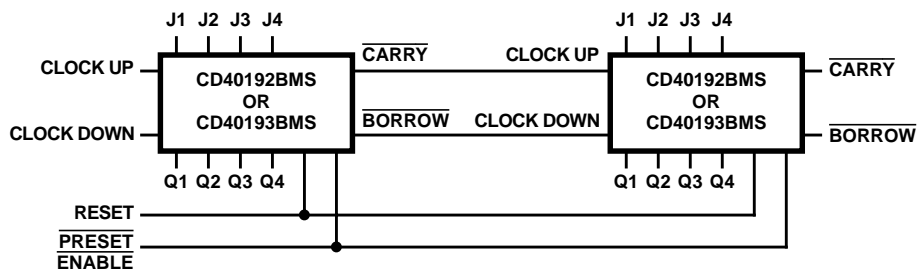 J1 J2 J3 J4 J1 J2 J3 J4
CLOCK UP CARRY CLOCK UP CARRY
CD40192BMS CD40192BMS
OR OR
CD40193BMS CD40193BMS
CLOCK DOWN BORROW CLOCK DOWN BORROW
Q1 Q2 Q3 Q4 Q1 Q2 Q3 Q4
RESET
PRESET
ENABLE